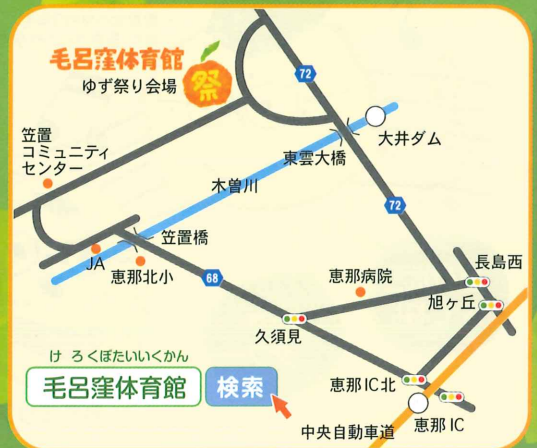 毛呂窪体育館
ゆず祭り会場
祭
72
笠置
コミュニティ
センター
大井ダム
東雲大橋
木曽川
72
笠置橋
JA
恵那北小
68
恵那病院
長島西
旭ヶ丘
久須見
けろくぼたいいくかん
毛呂窪体育館 検索
恵那IC北
中央自動車道
恵那IC